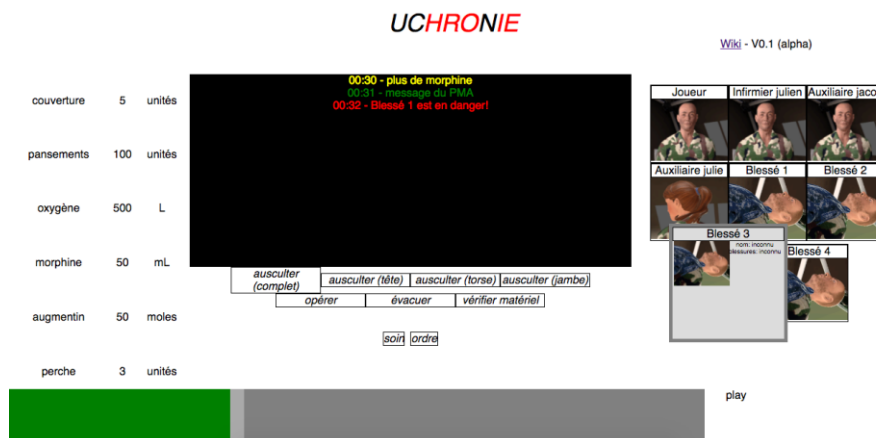 UCHRONIE
Wiki - V0.1 (alpha)
couverture 5 unités
pansements 100 unités
oxygène 500 L
morphine 50 mL
augmentin 50 moles
perche 3 unités
00:30 - plus de morphine
00:31 - message du PMA
00:32 - Blessé 1 est en danger!
ausculter (complet)
ausculter (tête)
ausculter (torse)
ausculter (jambe)
opérer
évacuer
vérifier matériel
soin
ordre
Joueur
Infirmier julien
Auxiliaire jaco
Auxiliaire julie
Blessé 1
Blessé 2
Blessé 3
nom: inconnu
blessures: inconnu
Blessé 4
play